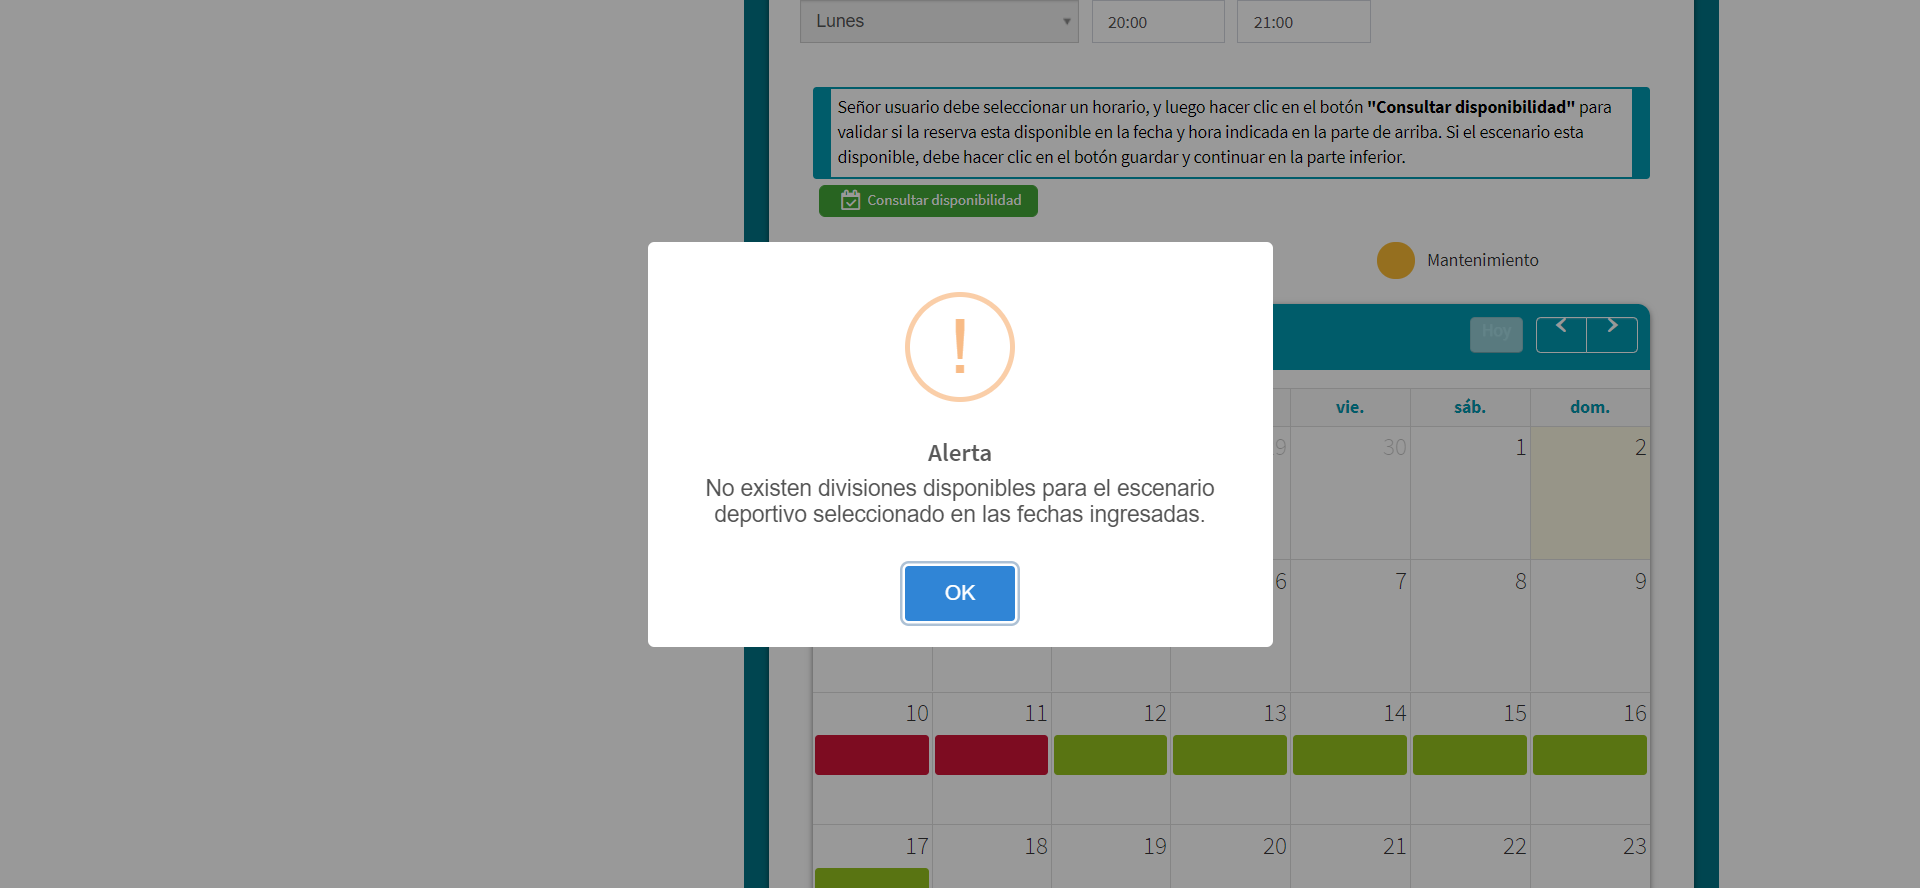 Lunes 20:00 21:00
Señor usuario debe seleccionar un horario, y luego hacer clic en el botón "Consultar disponibilidad" para
validar si la reserva esta disponible en la fecha y hora indicada en la parte de arriba. Si el escenario esta
disponible, debe hacer clic en el botón guardar y continuar en la parte inferior.
Consultar disponibilidad
Mantenimiento
Hoy
Alerta
No existen divisiones disponibles para el escenario
deportivo seleccionado en las fechas ingresadas.
OK
vie. sáb. dom.
30 1 2
6 7 8 9
10 11 12 13 14 15 16
17 18 19 20 21 22 23